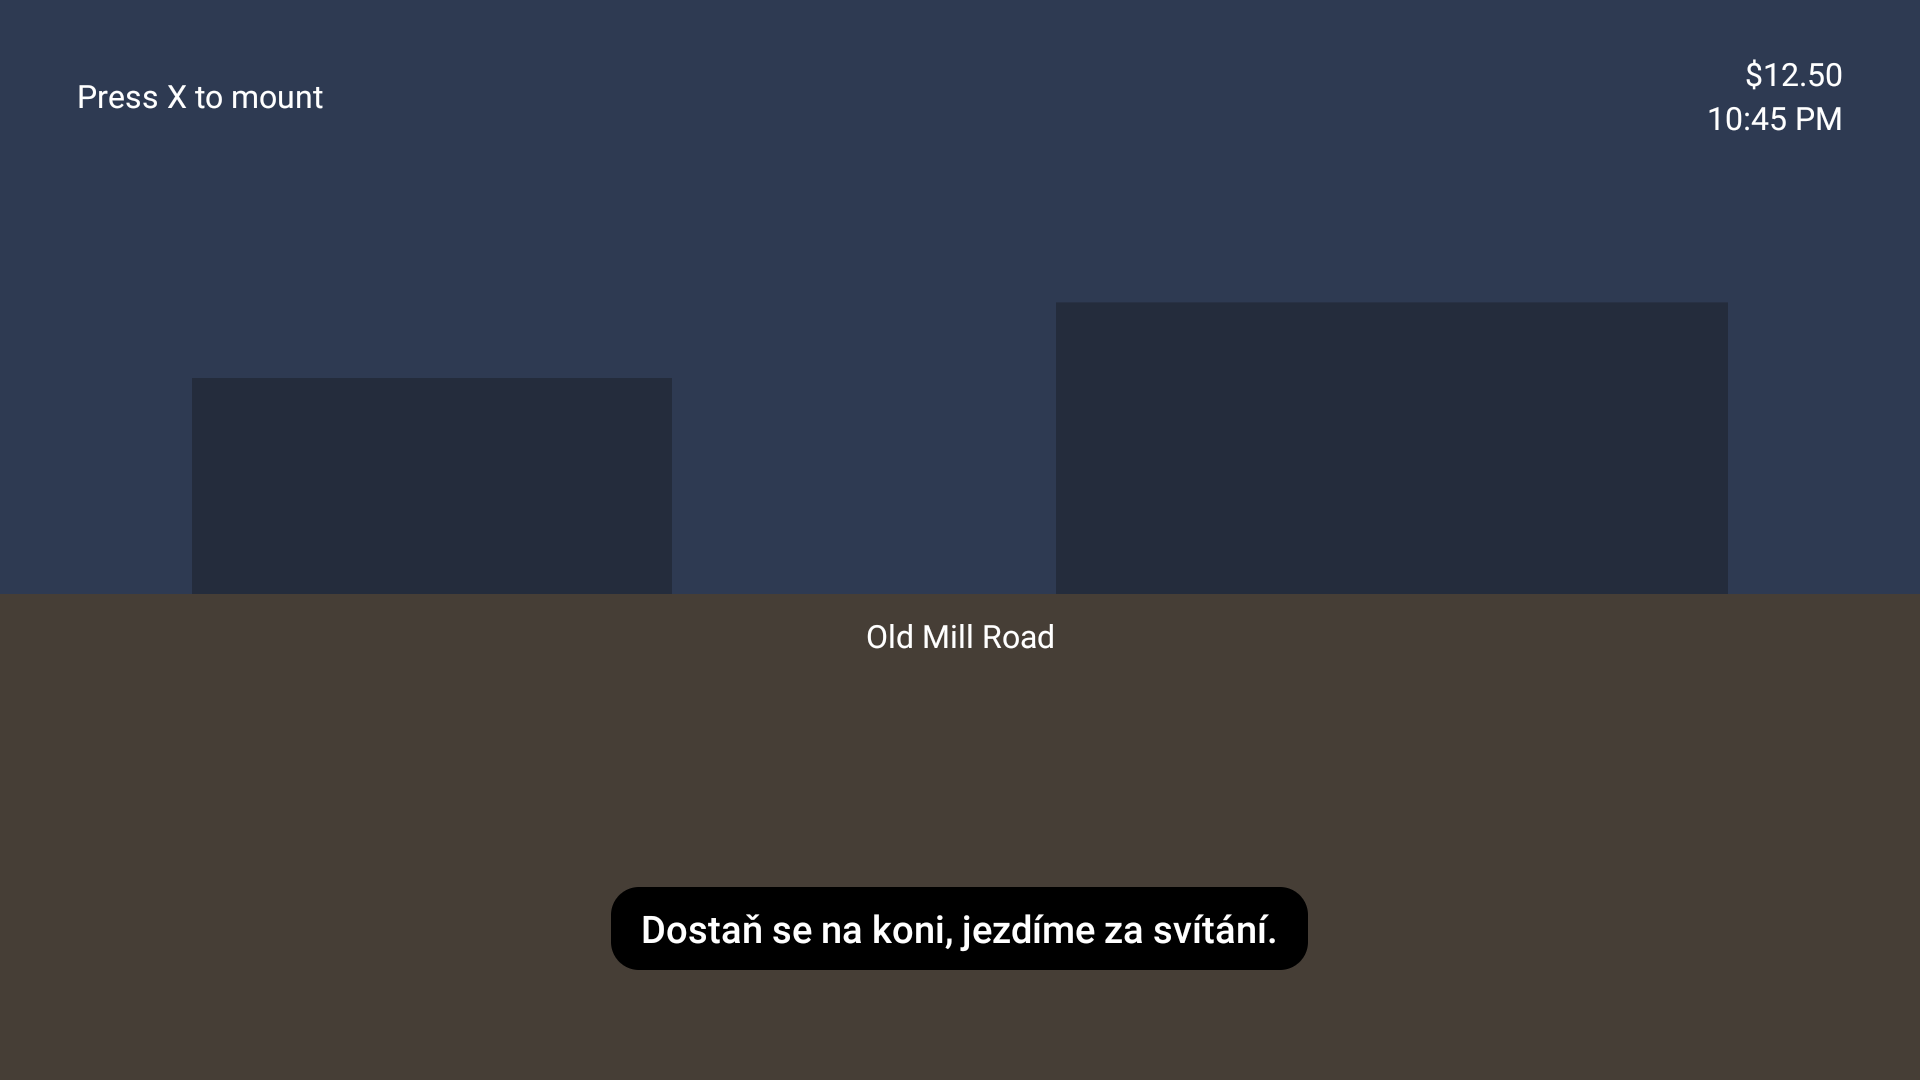 Press X to mount
$12.50
10:45 PM
Old Mill Road
Dostaň se na koni, jezdíme za svítání.